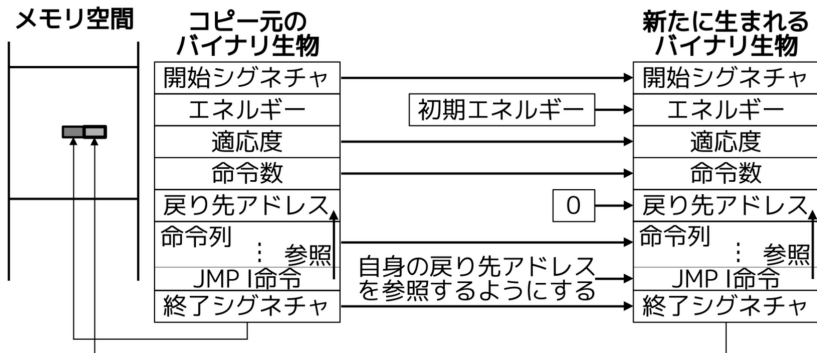 メモリ空間
コピー元の
バイナリ生物
新たに生まれる
バイナリ生物
開始シグネチャ
エネルギー
適応度
命令数
戻り先アドレス
命令列
⋮
参照
JMP I命令
終了シグネチャ
初期エネルギー
0
自身の戻り先アドレス
を参照するようにする
開始シグネチャ
エネルギー
適応度
命令数
戻り先アドレス
命令列
⋮
参照
JMP I命令
終了シグネチャ